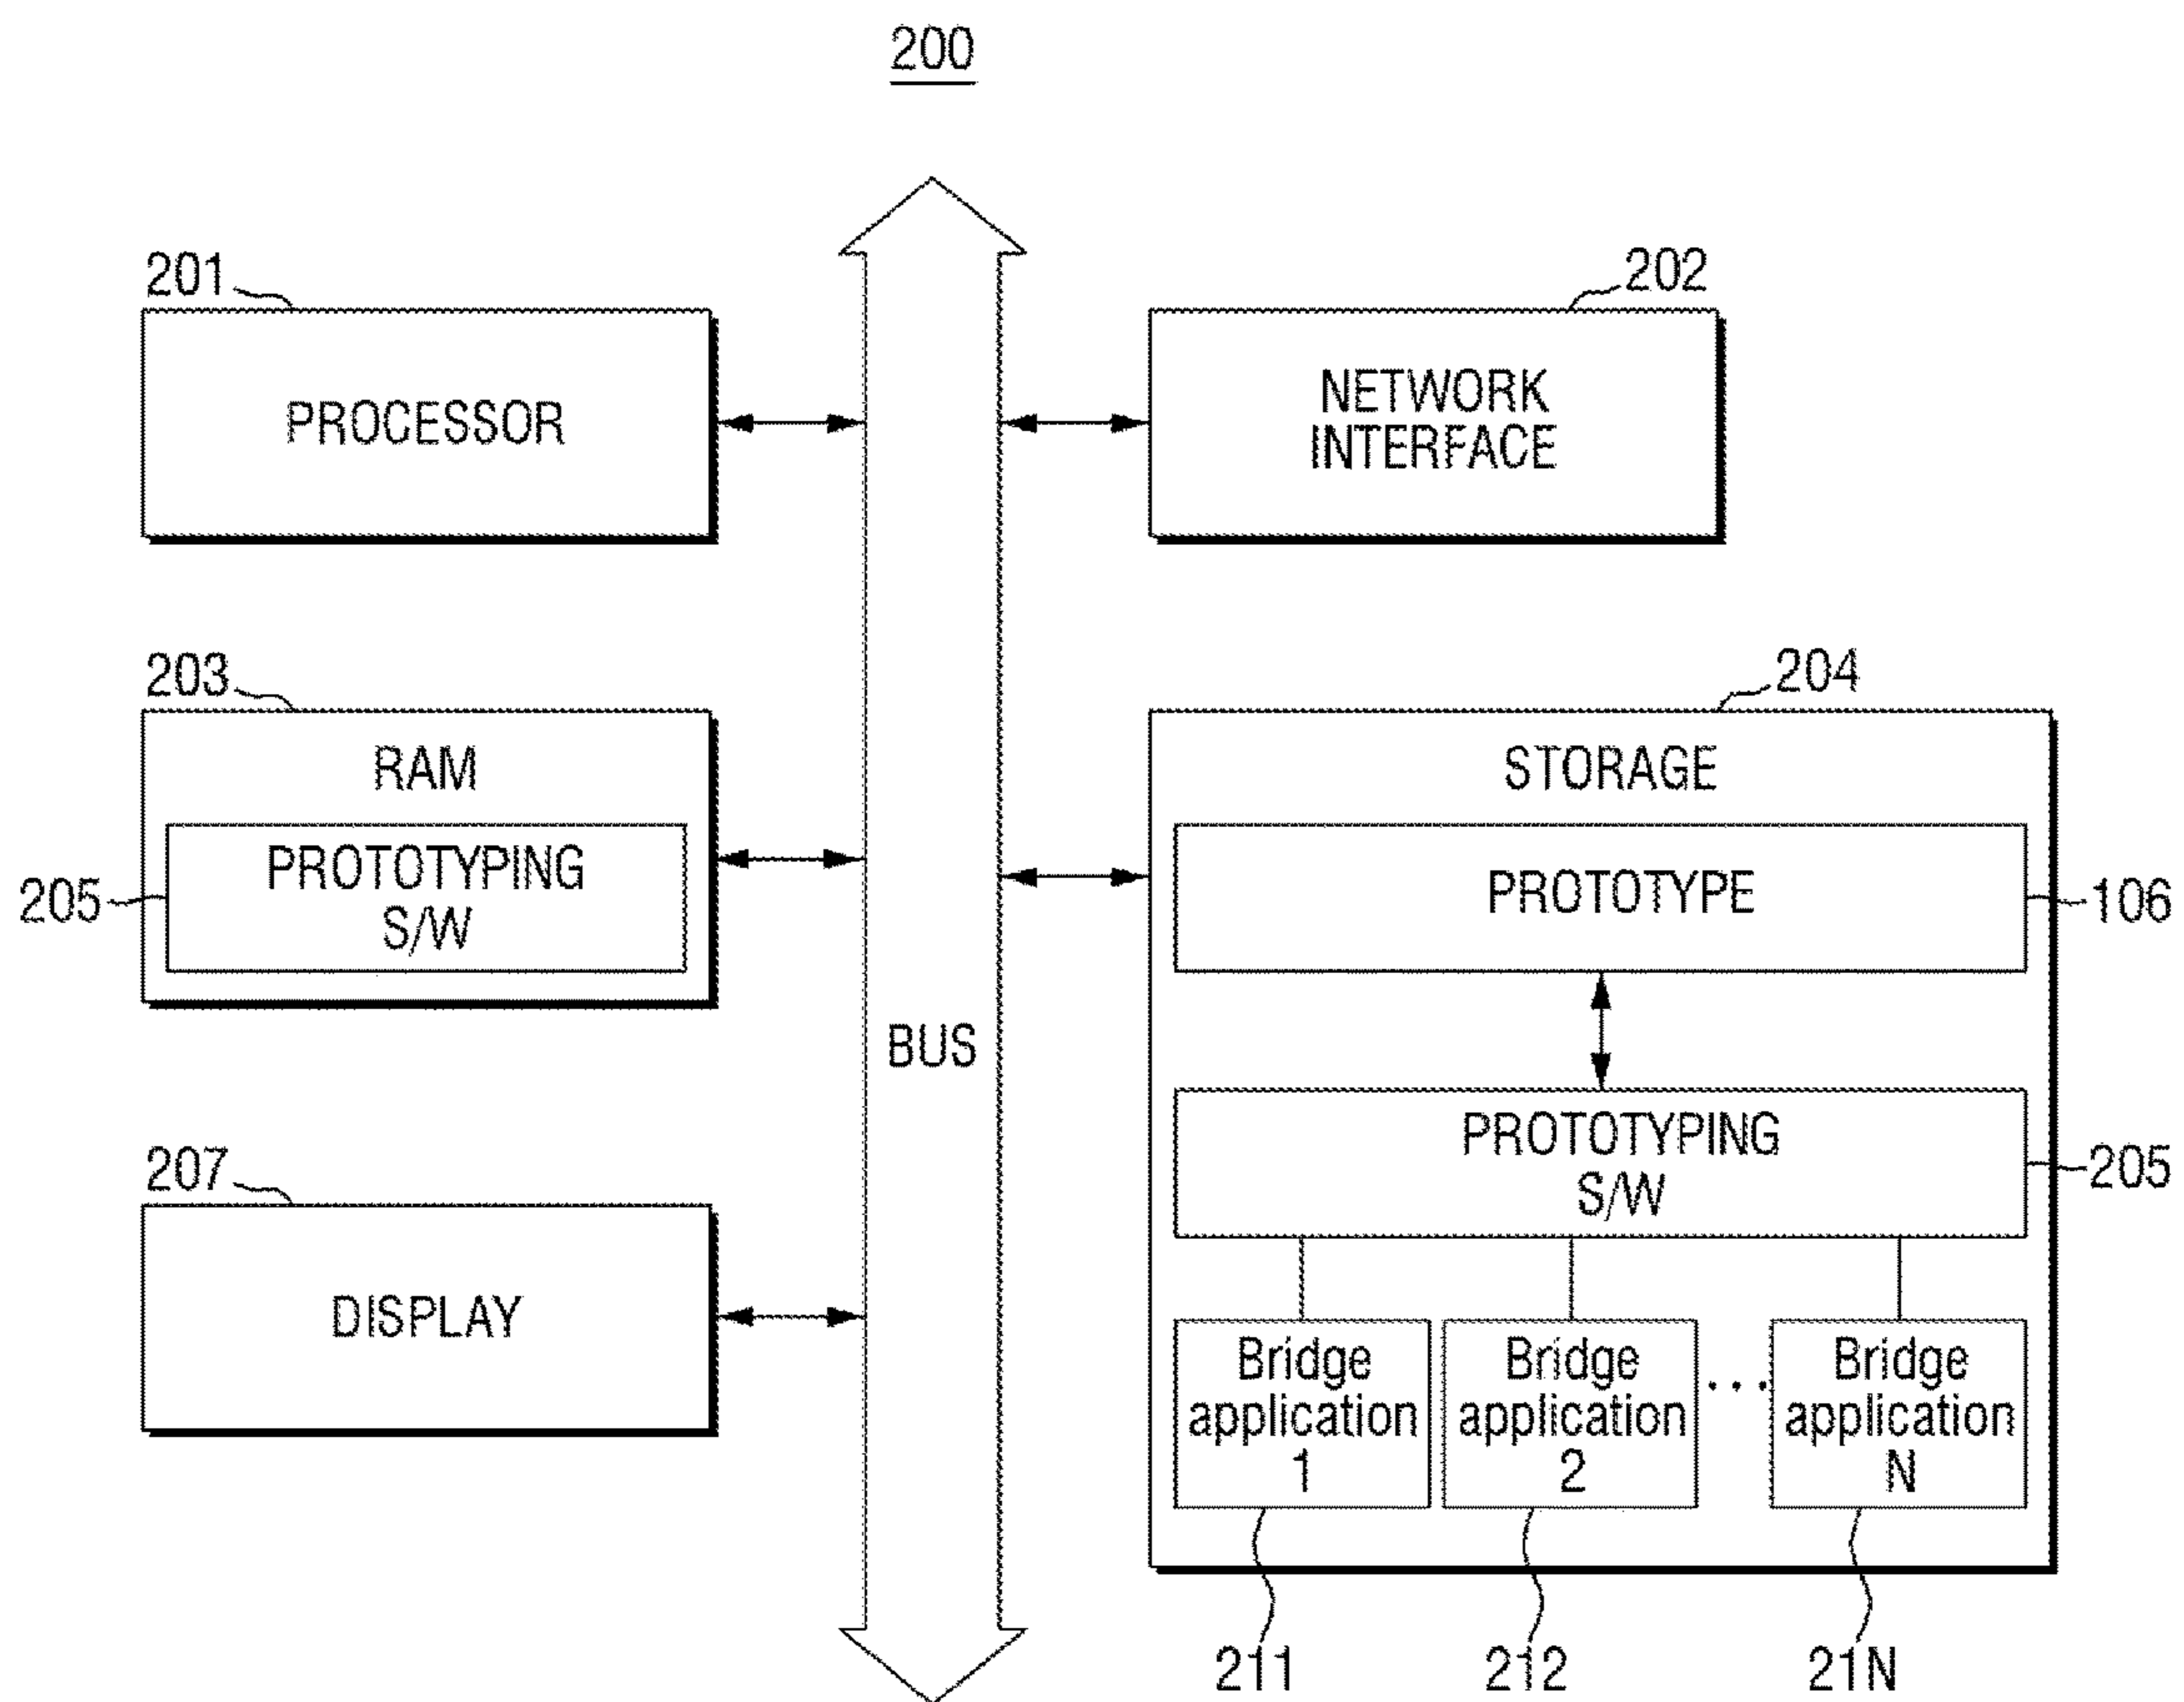 200
201
PROCESSOR
202
NETWORK
INTERFACE
203
RAM
PROTOTYPING
S/W
205
204
STORAGE
PROTOTYPE
106
BUS
PROTOTYPING
S/W
205
207
DISPLAY
Bridge
application
1
Bridge
application
2
...
Bridge
application
N
211
212
21N